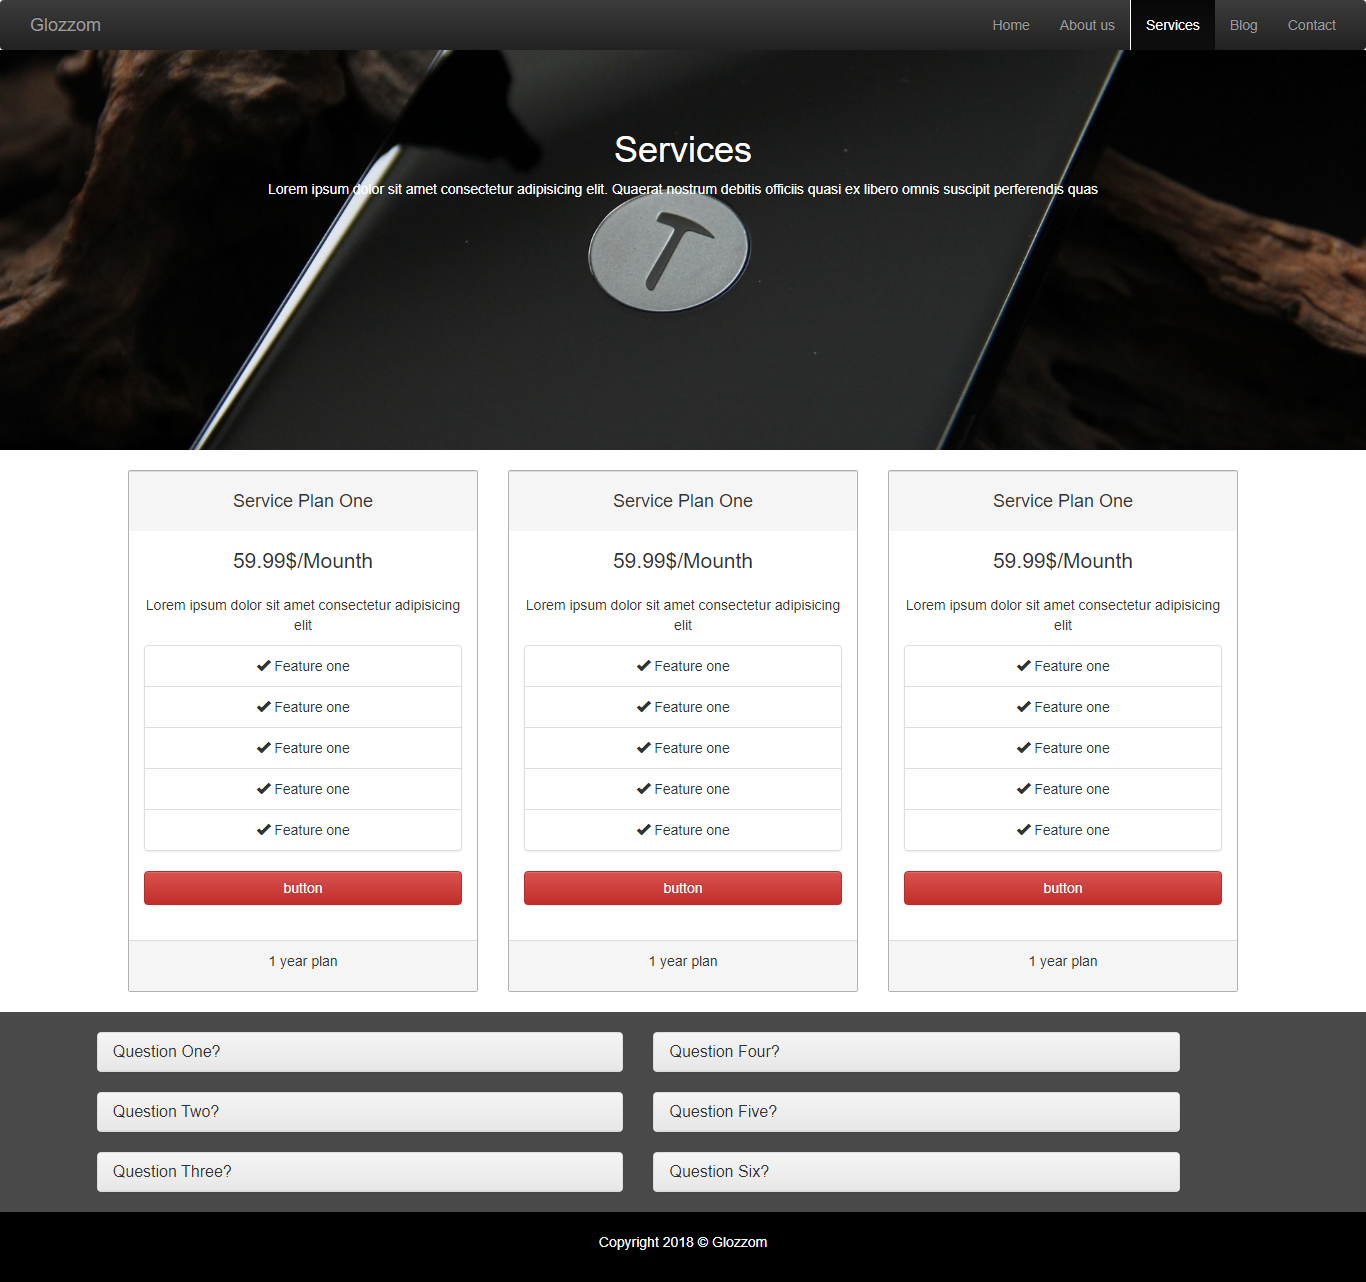 Glozzom
Home
About us
Services
Blog
Contact
Services
Lorem ipsum dolor sit amet consectetur adipisicing elit. Quaerat nostrum debitis officiis quasi ex libero omnis suscipit perferendis quas
Service Plan One
59.99$/Mounth
Lorem ipsum dolor sit amet consectetur adipisicing
elit
Feature one
Feature one
Feature one
Feature one
Feature one
button
1 year plan
Service Plan One
59.99$/Mounth
Lorem ipsum dolor sit amet consectetur adipisicing
elit
Feature one
Feature one
Feature one
Feature one
Feature one
button
1 year plan
Service Plan One
59.99$/Mounth
Lorem ipsum dolor sit amet consectetur adipisicing
elit
Feature one
Feature one
Feature one
Feature one
Feature one
button
1 year plan
Question One?
Question Two?
Question Three?
Question Four?
Question Five?
Question Six?
Copyright 2018 © Glozzom